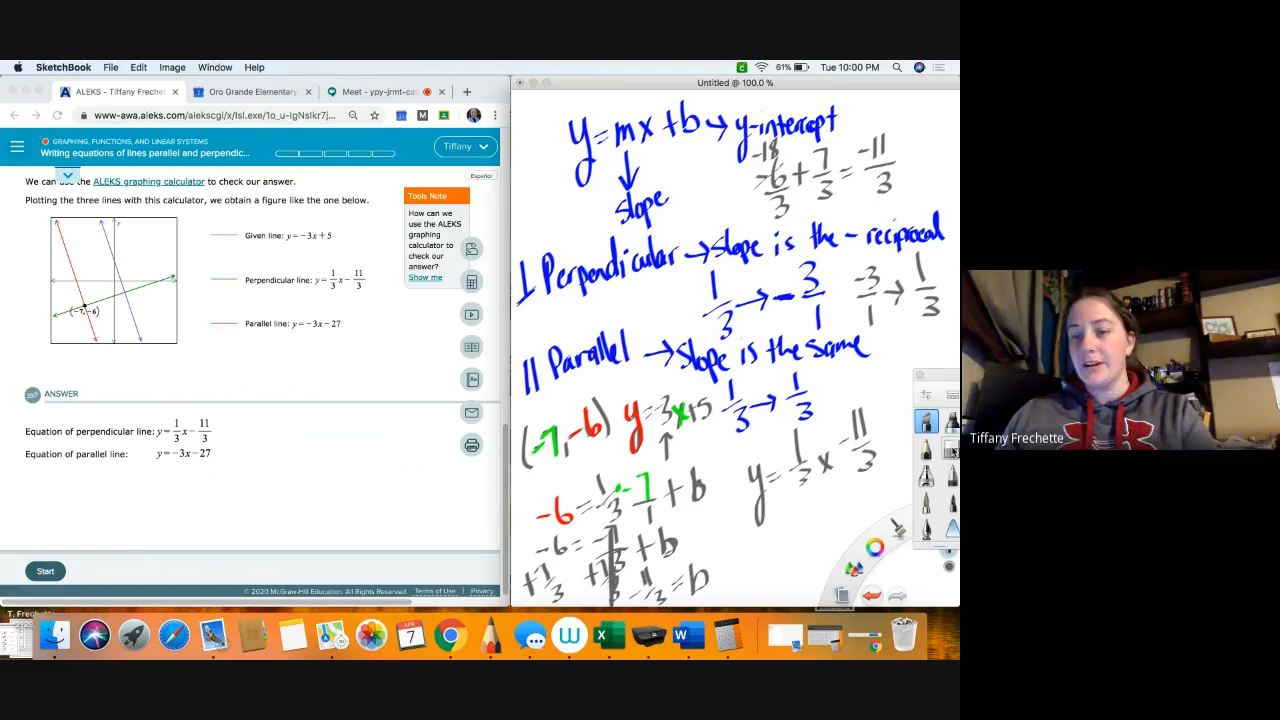 SketchBook File Edit Image Window Help
61% Tue 10:00 PM
ALEKS - Tiffany Freche
Oro Grande Elementary
Meet - ypy-jrmt-ca
Untitled @ 100.0 %
www-awa.aleks.com/alekscgi/x/Isl.exe/1o_u-IgNsIkr7j...
GRAPHING, FUNCTIONS, AND LINEAR SYSTEMS
Writing equations of lines parallel and perpendic...
Tiffany
Español
We can use the ALEKS graphing calculator to check our answer.
Plotting the three lines with this calculator, we obtain a figure like the one below.
y
(-7,-6)
Given line: y=-3x+5
Perpendicular line: y=1/3x-11/3
Parallel line: y=-3x-27
Tools Note
How can we
use the ALEKS
graphing
calculator to
check our
answer?
Show me
ANSWER
Equation of perpendicular line: y=1/3x-11/3
Equation of parallel line: y=-3x-27
Start
© 2020 McGraw-Hill Education. All Rights Reserved. Terms of Use | Privacy
y=mx+b→y-intercept
↓
slope
-18
-6/3+7/3=-11/3
⊥ Perpendicular →slope is the - reciprocal
1/3→-3/1
-3/1→1/3
|| Parallel →slope is the same
1/3→1/3
(-7,-6) y=-3x+5
↑
-6=1/3·-7/1+b
y=1/3x-11/3
-6=-7/3+b
+7/3 +7/3
-11/3=b
T. Frechette
APR
7
Tiffany Frechette